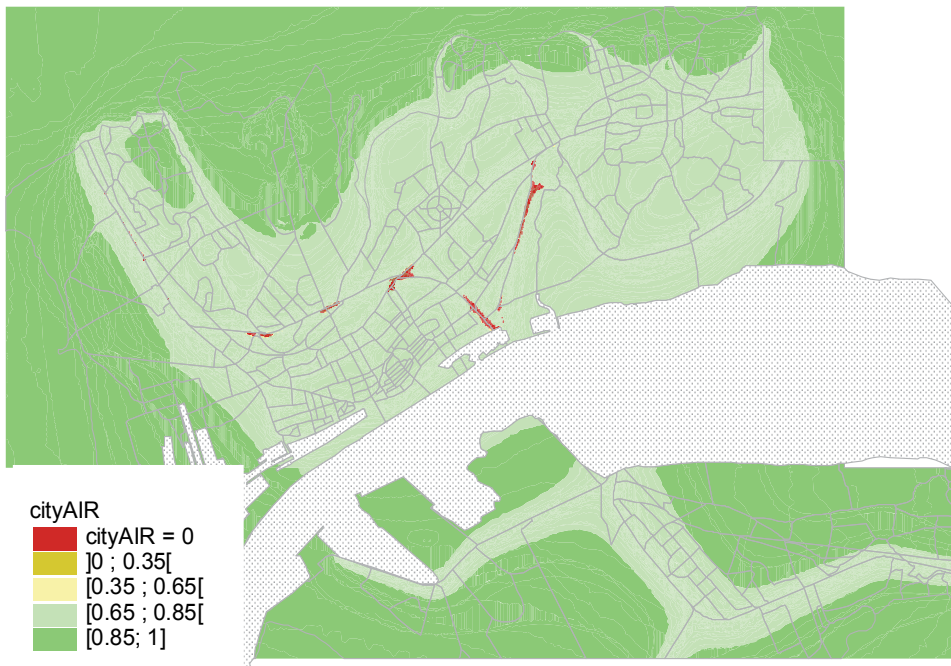 cityAIR
cityAIR = 0
]0 ; 0.35[
[0.35 ; 0.65[
[0.65 ; 0.85[
[0.85; 1]